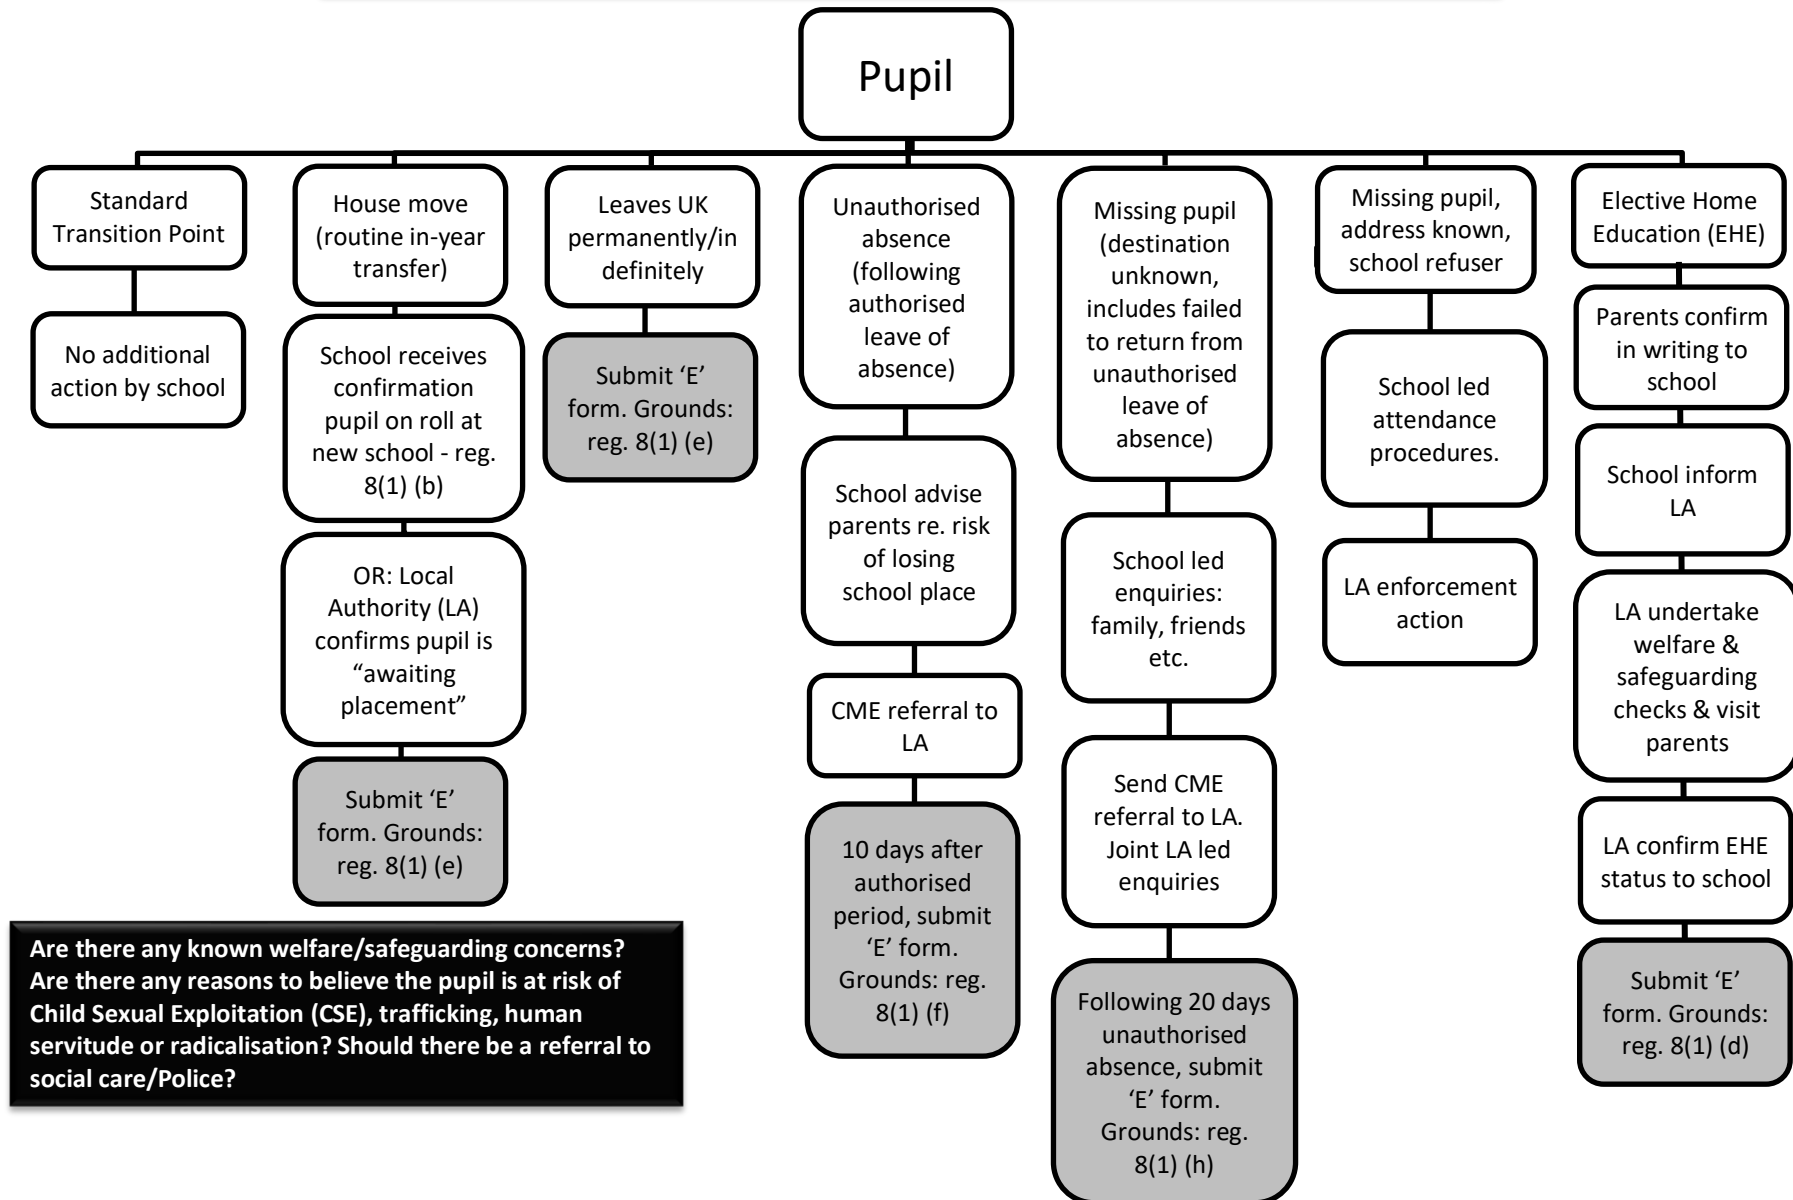 Pupil
Standard
Transition Point
No additional
action by school
House move
(routine in-year
transfer)
School receives
confirmation
pupil on roll at
new school - reg.
8(1) (b)
OR: Local
Authority (LA)
confirms pupil is
“awaiting
placement”
Submit ‘E’
form. Grounds:
reg. 8(1) (e)
Leaves UK
permanently/in
definitely
Submit ‘E’
form. Grounds:
reg. 8(1) (e)
Unauthorised
absence
(following
authorised
leave of
absence)
School advise
parents re. risk
of losing
school place
CME referral to
LA
10 days after
authorised
period, submit
‘E’ form.
Grounds: reg.
8(1) (f)
Missing pupil
(destination
unknown,
includes failed
to return from
unauthorised
leave of
absence)
School led
enquiries:
family, friends
etc.
Send CME
referral to LA.
Joint LA led
enquiries
Following 20 days
unauthorised
absence, submit
‘E’ form.
Grounds: reg.
8(1) (h)
Missing pupil,
address known,
school refuser
School led
attendance
procedures.
LA enforcement
action
Elective Home
Education (EHE)
Parents confirm
in writing to
school
School inform
LA
LA undertake
welfare &
safeguarding
checks & visit
parents
LA confirm EHE
status to school
Submit ‘E’
form. Grounds:
reg. 8(1) (d)
Are there any known welfare/safeguarding concerns?
Are there any reasons to believe the pupil is at risk of
Child Sexual Exploitation (CSE), trafficking, human
servitude or radicalisation? Should there be a referral to
social care/Police?